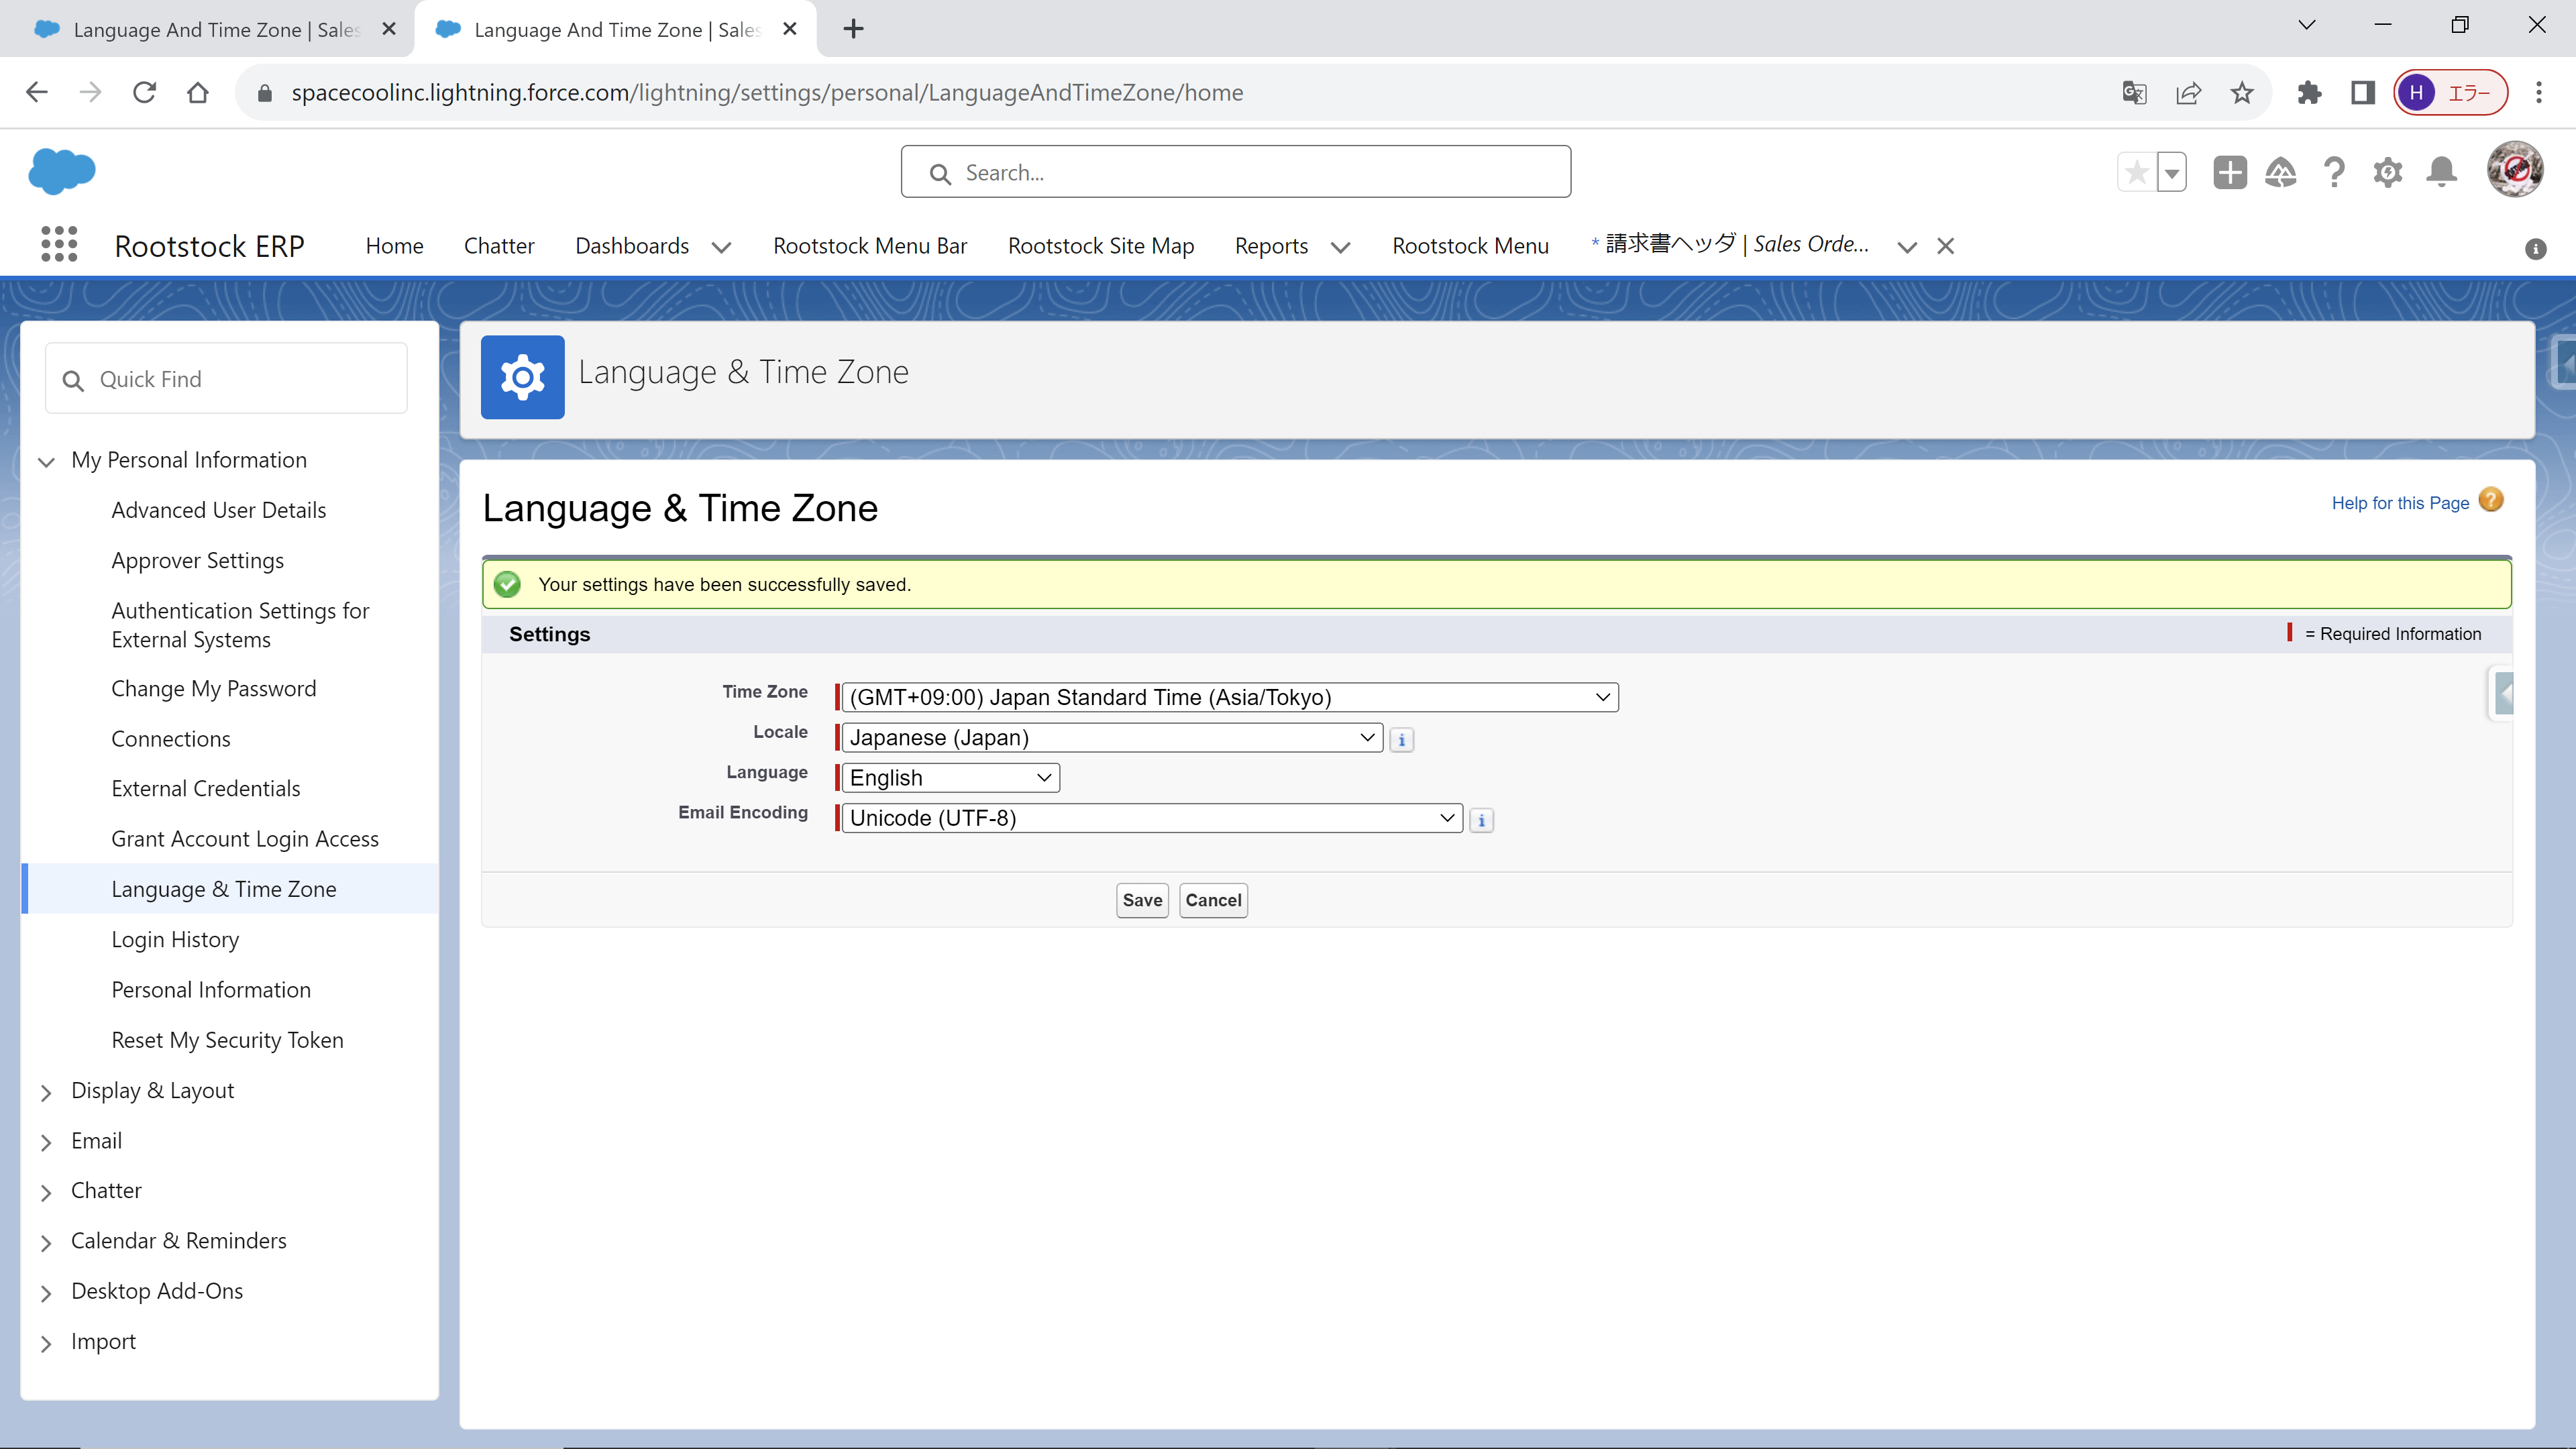 Language And Time Zone | Sales
Language And Time Zone | Sales
spacecoolinc.lightning.force.com/lightning/settings/personal/LanguageAndTimeZone/home
H エラー
Search...
Rootstock ERP Home Chatter Dashboards Rootstock Menu Bar Rootstock Site Map Reports Rootstock Menu * 請求書ヘッダ | Sales Orde...
Quick Find
My Personal Information
Advanced User Details
Approver Settings
Authentication Settings for
External Systems
Change My Password
Connections
External Credentials
Grant Account Login Access
Language & Time Zone
Login History
Personal Information
Reset My Security Token
Display & Layout
Email
Chatter
Calendar & Reminders
Desktop Add-Ons
Import
Language & Time Zone
Language & Time Zone
Help for this Page
Your settings have been successfully saved.
Settings
= Required Information
Time Zone (GMT+09:00) Japan Standard Time (Asia/Tokyo)
Locale Japanese (Japan)
Language English
Email Encoding Unicode (UTF-8)
Save Cancel